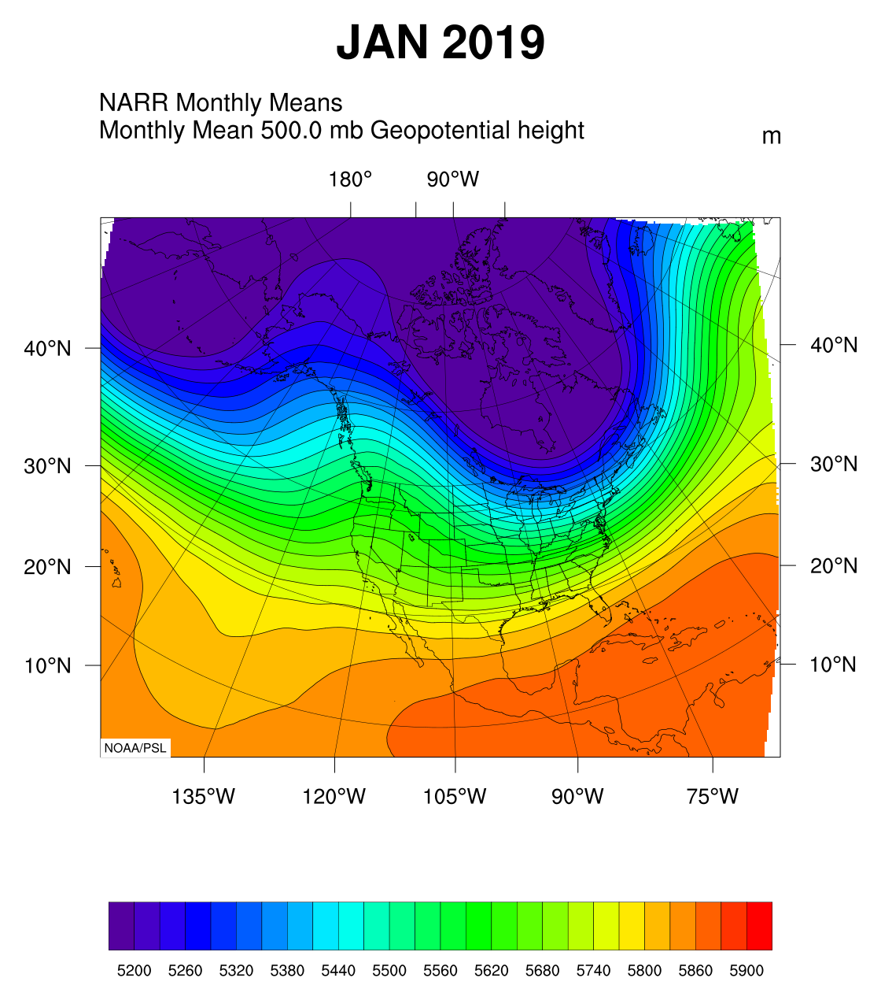 JAN 2019
NARR Monthly Means
Monthly Mean 500.0 mb Geopotential height
m
180° 90°W
40°N 40°N
30°N 30°N
20°N 20°N
10°N 10°N
NOAA/PSL
135°W 120°W 105°W 90°W 75°W
5200 5260 5320 5380 5440 5500 5560 5620 5680 5740 5800 5860 5900